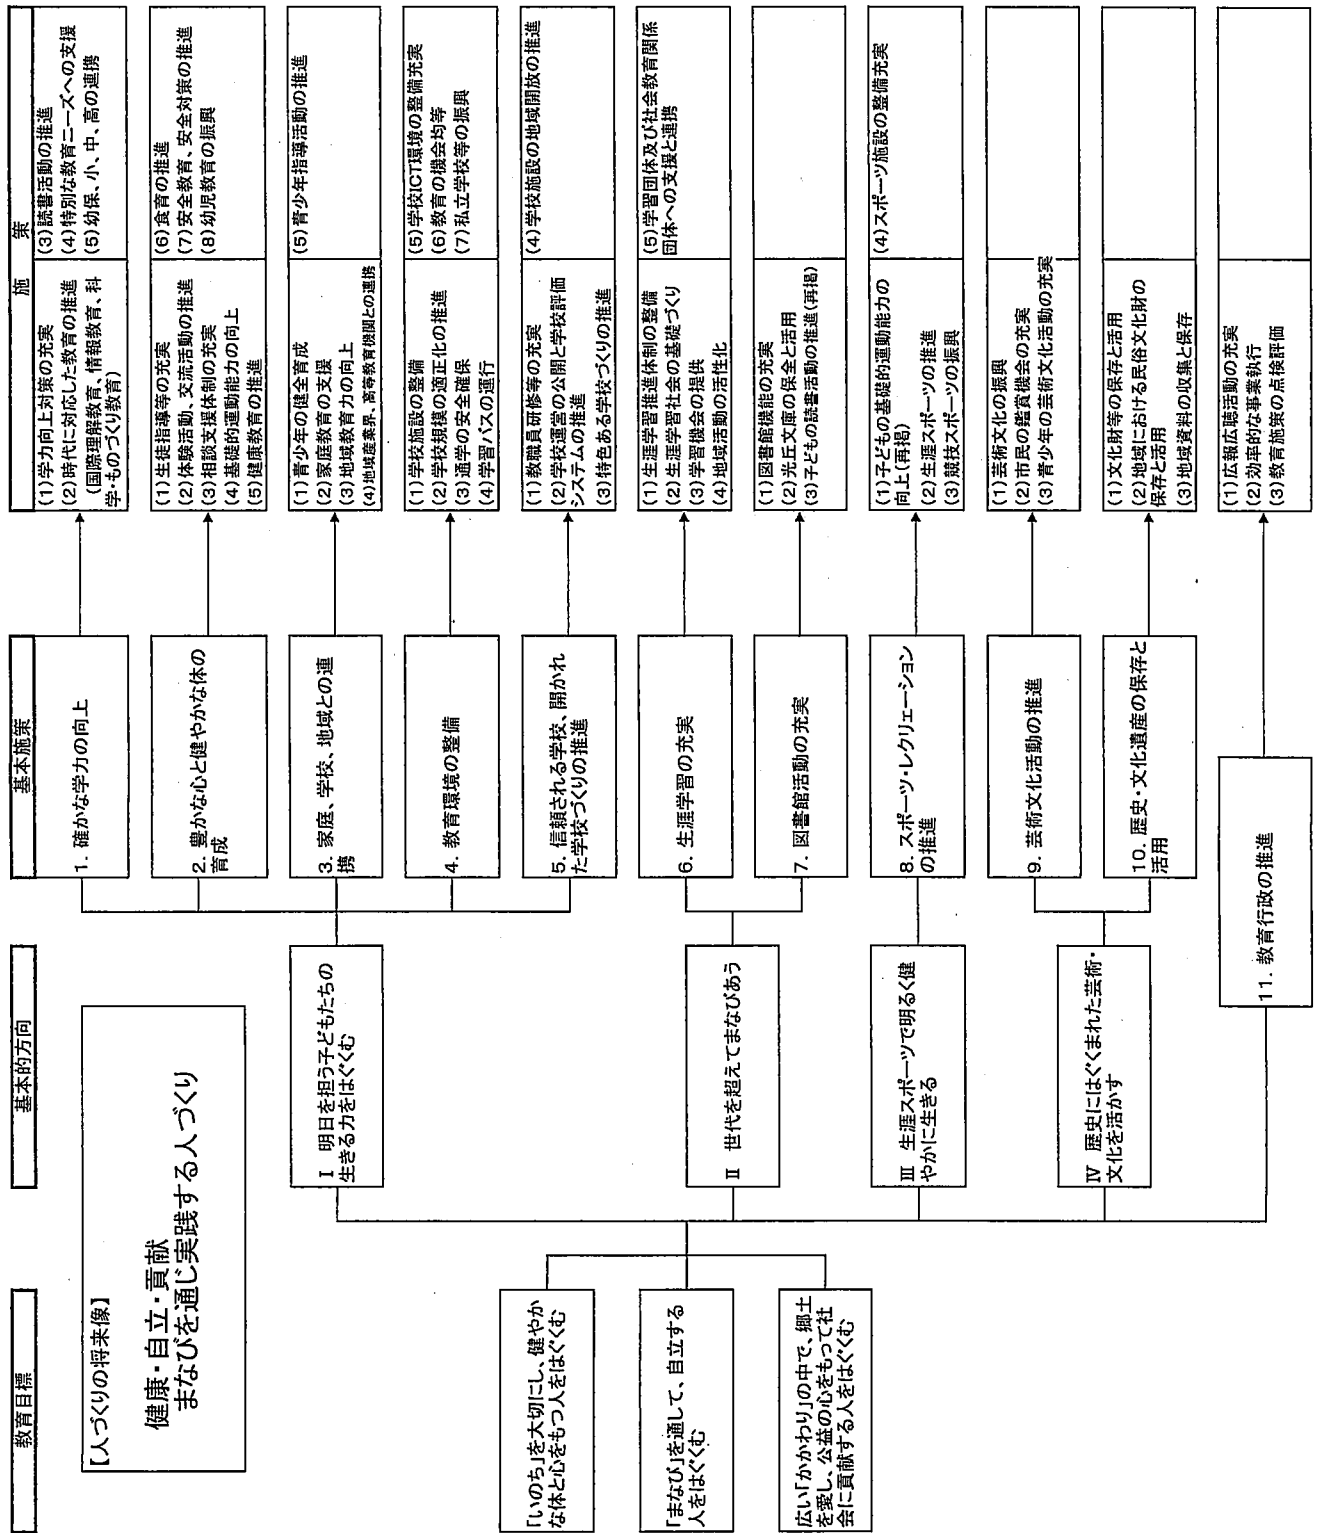 教育目標
基本的方向
基本施策
施　　策
【人づくりの将来像】
健康・自立・貢献
まなびを通じ実践する人づくり
「いのち」を大切にし、健やか
な体と心をもつ人をはぐくむ
「まなび」を通して、自立する
人をはぐくむ
広い「かかわり」の中で、郷土
を愛し、公益の心をもって社
会に貢献する人をはぐくむ
Ⅰ　明日を担う子どもたちの
生きる力をはぐくむ
Ⅱ　世代を超えてまなびあう
Ⅲ　生涯スポーツで明るく健
やかに生きる
Ⅳ　歴史にはぐくまれた芸術・
文化を活かす
1. 確かな学力の向上
2. 豊かな心と健やかな体の
育成
3. 家庭、学校、地域との連
携
4. 教育環境の整備
5. 信頼される学校、開かれ
た学校づくりの推進
6. 生涯学習の充実
7. 図書館活動の充実
8. スポーツ・レクリェーション
の推進
9. 芸術文化活動の推進
10. 歴史・文化遺産の保存と
活用
11. 教育行政の推進
(1)学力向上対策の充実
(2)時代に対応した教育の推進
(国際理解教育、情報教育、科
学・ものづくり教育)
(3)読書活動の推進
(4)特別な教育ニーズへの支援
(5)幼保、小、中、高の連携
(1)生徒指導等の充実
(2)体験活動、交流活動の推進
(3)相談支援体制の充実
(4)基礎的運動能力の向上
(5)健康教育の推進
(6)食育の推進
(7)安全教育、安全対策の推進
(8)幼児教育の振興
(1)青少年の健全育成
(2)家庭教育の支援
(3)地域教育力の向上
(4)地域産業界、高等教育機関との連携
(5)青少年指導活動の推進
(1)学校施設の整備
(2)学校規模の適正化の推進
(3)通学の安全確保
(4)学習バスの運行
(5)学校ICT環境の整備充実
(6)教育の機会均等
(7)私立学校等の振興
(1)教職員研修等の充実
(2)学校運営の公開と学校評価
システムの推進
(3)特色ある学校づくりの推進
(4)学校施設の地域開放の推進
(1)生涯学習推進体制の整備
(2)生涯学習社会の基礎づくり
(3)学習機会の提供
(4)地域活動の活性化
(5)学習団体及び社会教育関係
団体への支援と連携
(1)図書館機能の充実
(2)光丘文庫の保全と活用
(3)子どもの読書活動の推進(再掲)
(1)子どもの基礎的運動能力の
向上(再掲)
(2)生涯スポーツの推進
(3)競技スポーツの振興
(4)スポーツ施設の整備充実
(1)芸術文化の振興
(2)市民の鑑賞機会の充実
(3)青少年の芸術文化活動の充実
(1)文化財等の保存と活用
(2)地域における民俗文化財の
保存と活用
(3)地域資料の収集と保存
(1)広報広聴活動の充実
(2)効率的な事業執行
(3)教育施策の点検評価